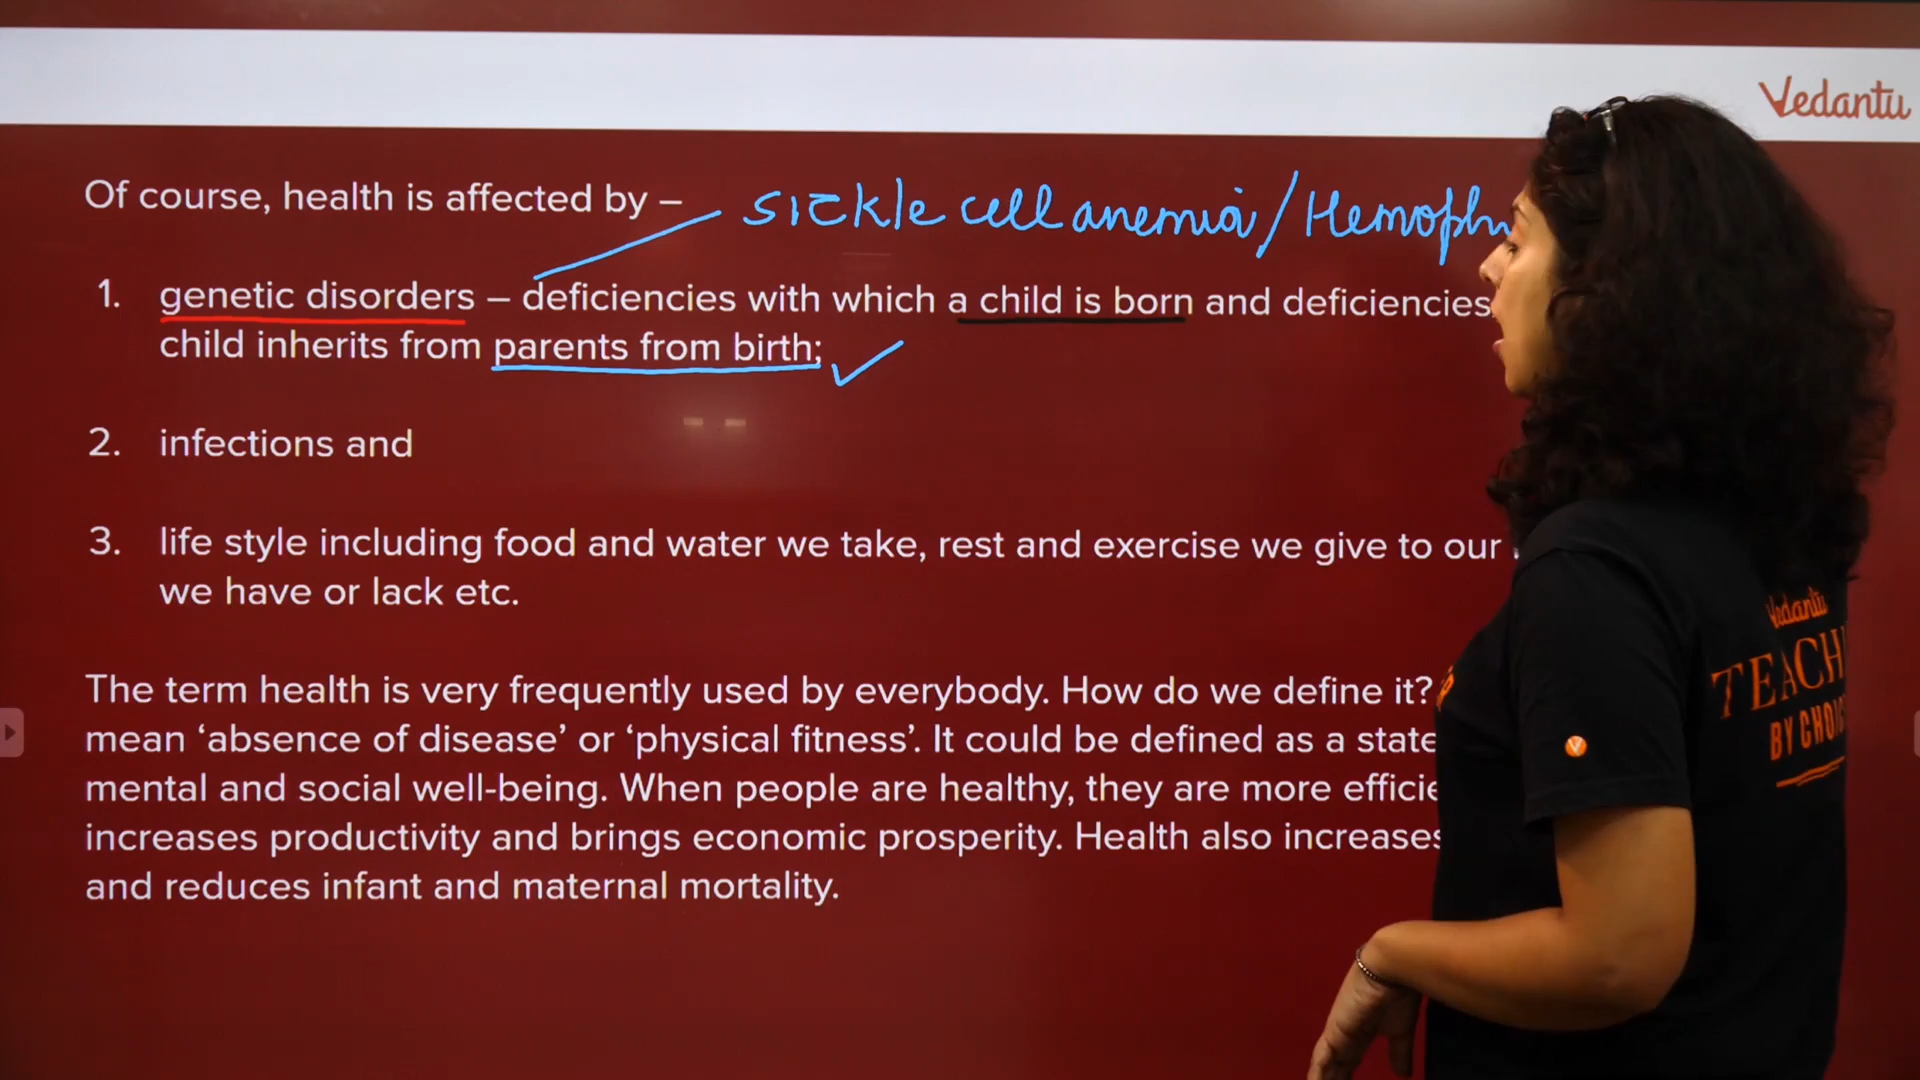 Vedantu
Of course, health is affected by –
sickle cell anemia / Hemoph
1. genetic disorders – deficiencies with which a child is born and deficiencies
child inherits from parents from birth;
2. infections and
3. life style including food and water we take, rest and exercise we give to our
we have or lack etc.
The term health is very frequently used by everybody. How do we define it?
mean ‘absence of disease’ or ‘physical fitness’. It could be defined as a state
mental and social well-being. When people are healthy, they are more efficie
increases productivity and brings economic prosperity. Health also increases
and reduces infant and maternal mortality.
Vedantu
TEACH
BY CHOIC